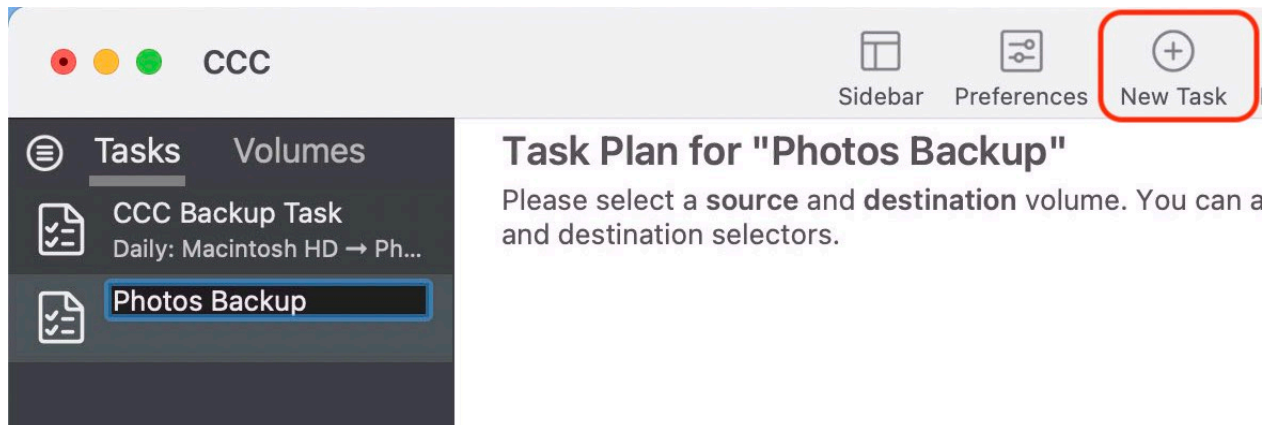 CCC
Sidebar Preferences New Task
Tasks Volumes
CCC Backup Task
Daily: Macintosh HD → Ph...
Photos Backup
Task Plan for "Photos Backup"
Please select a source and destination volume. You can a
and destination selectors.